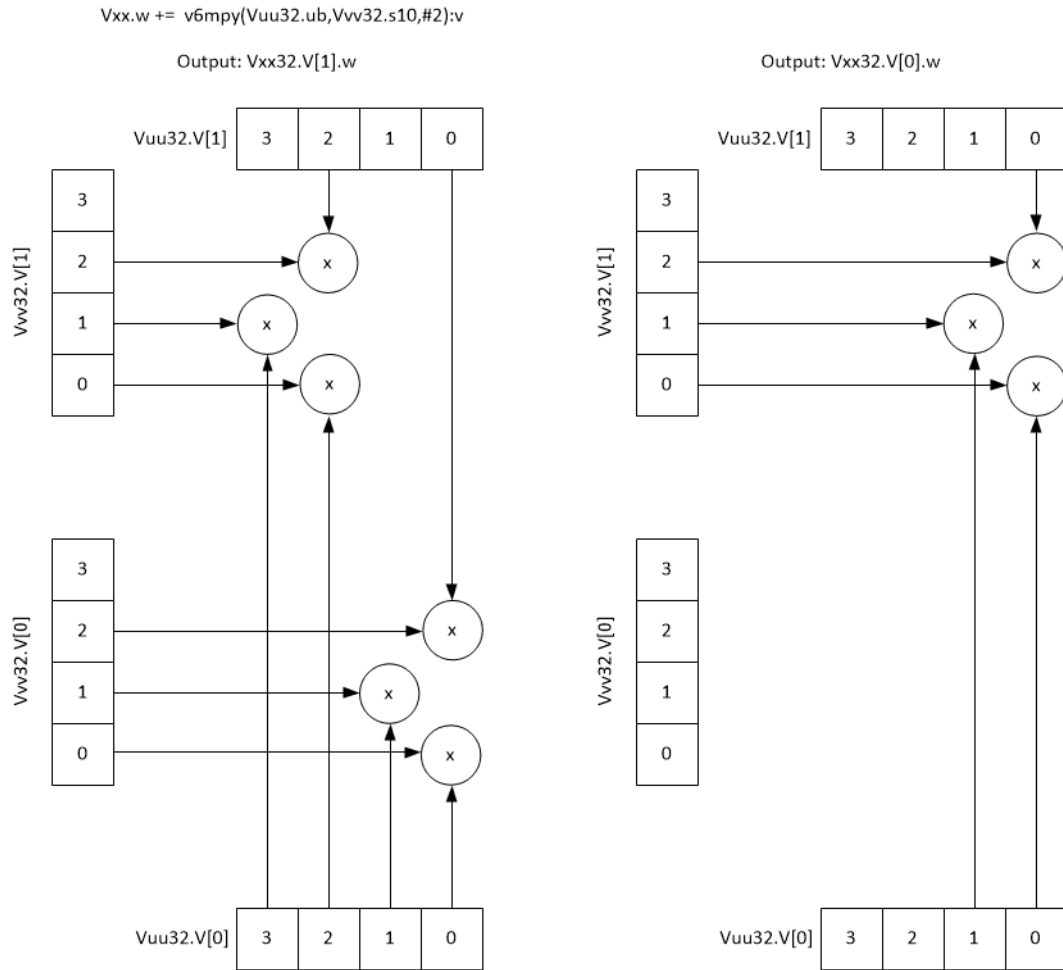 Vxx.w += v6mpy(Vuu32.ub,Vvv32.s10,#2):v
Output: Vxx32.V[1].w
Vuu32.V[1] 3 2 1 0
Vvv32.V[1]
3
2 x
1 x
0 x
Vvv32.V[0]
3
2 x
1 x
0 x
Vuu32.V[0] 3 2 1 0
Output: Vxx32.V[0].w
Vuu32.V[1] 3 2 1 0
Vvv32.V[1]
3
2 x
1 x
0 x
Vvv32.V[0]
3
2
1
0
Vuu32.V[0] 3 2 1 0